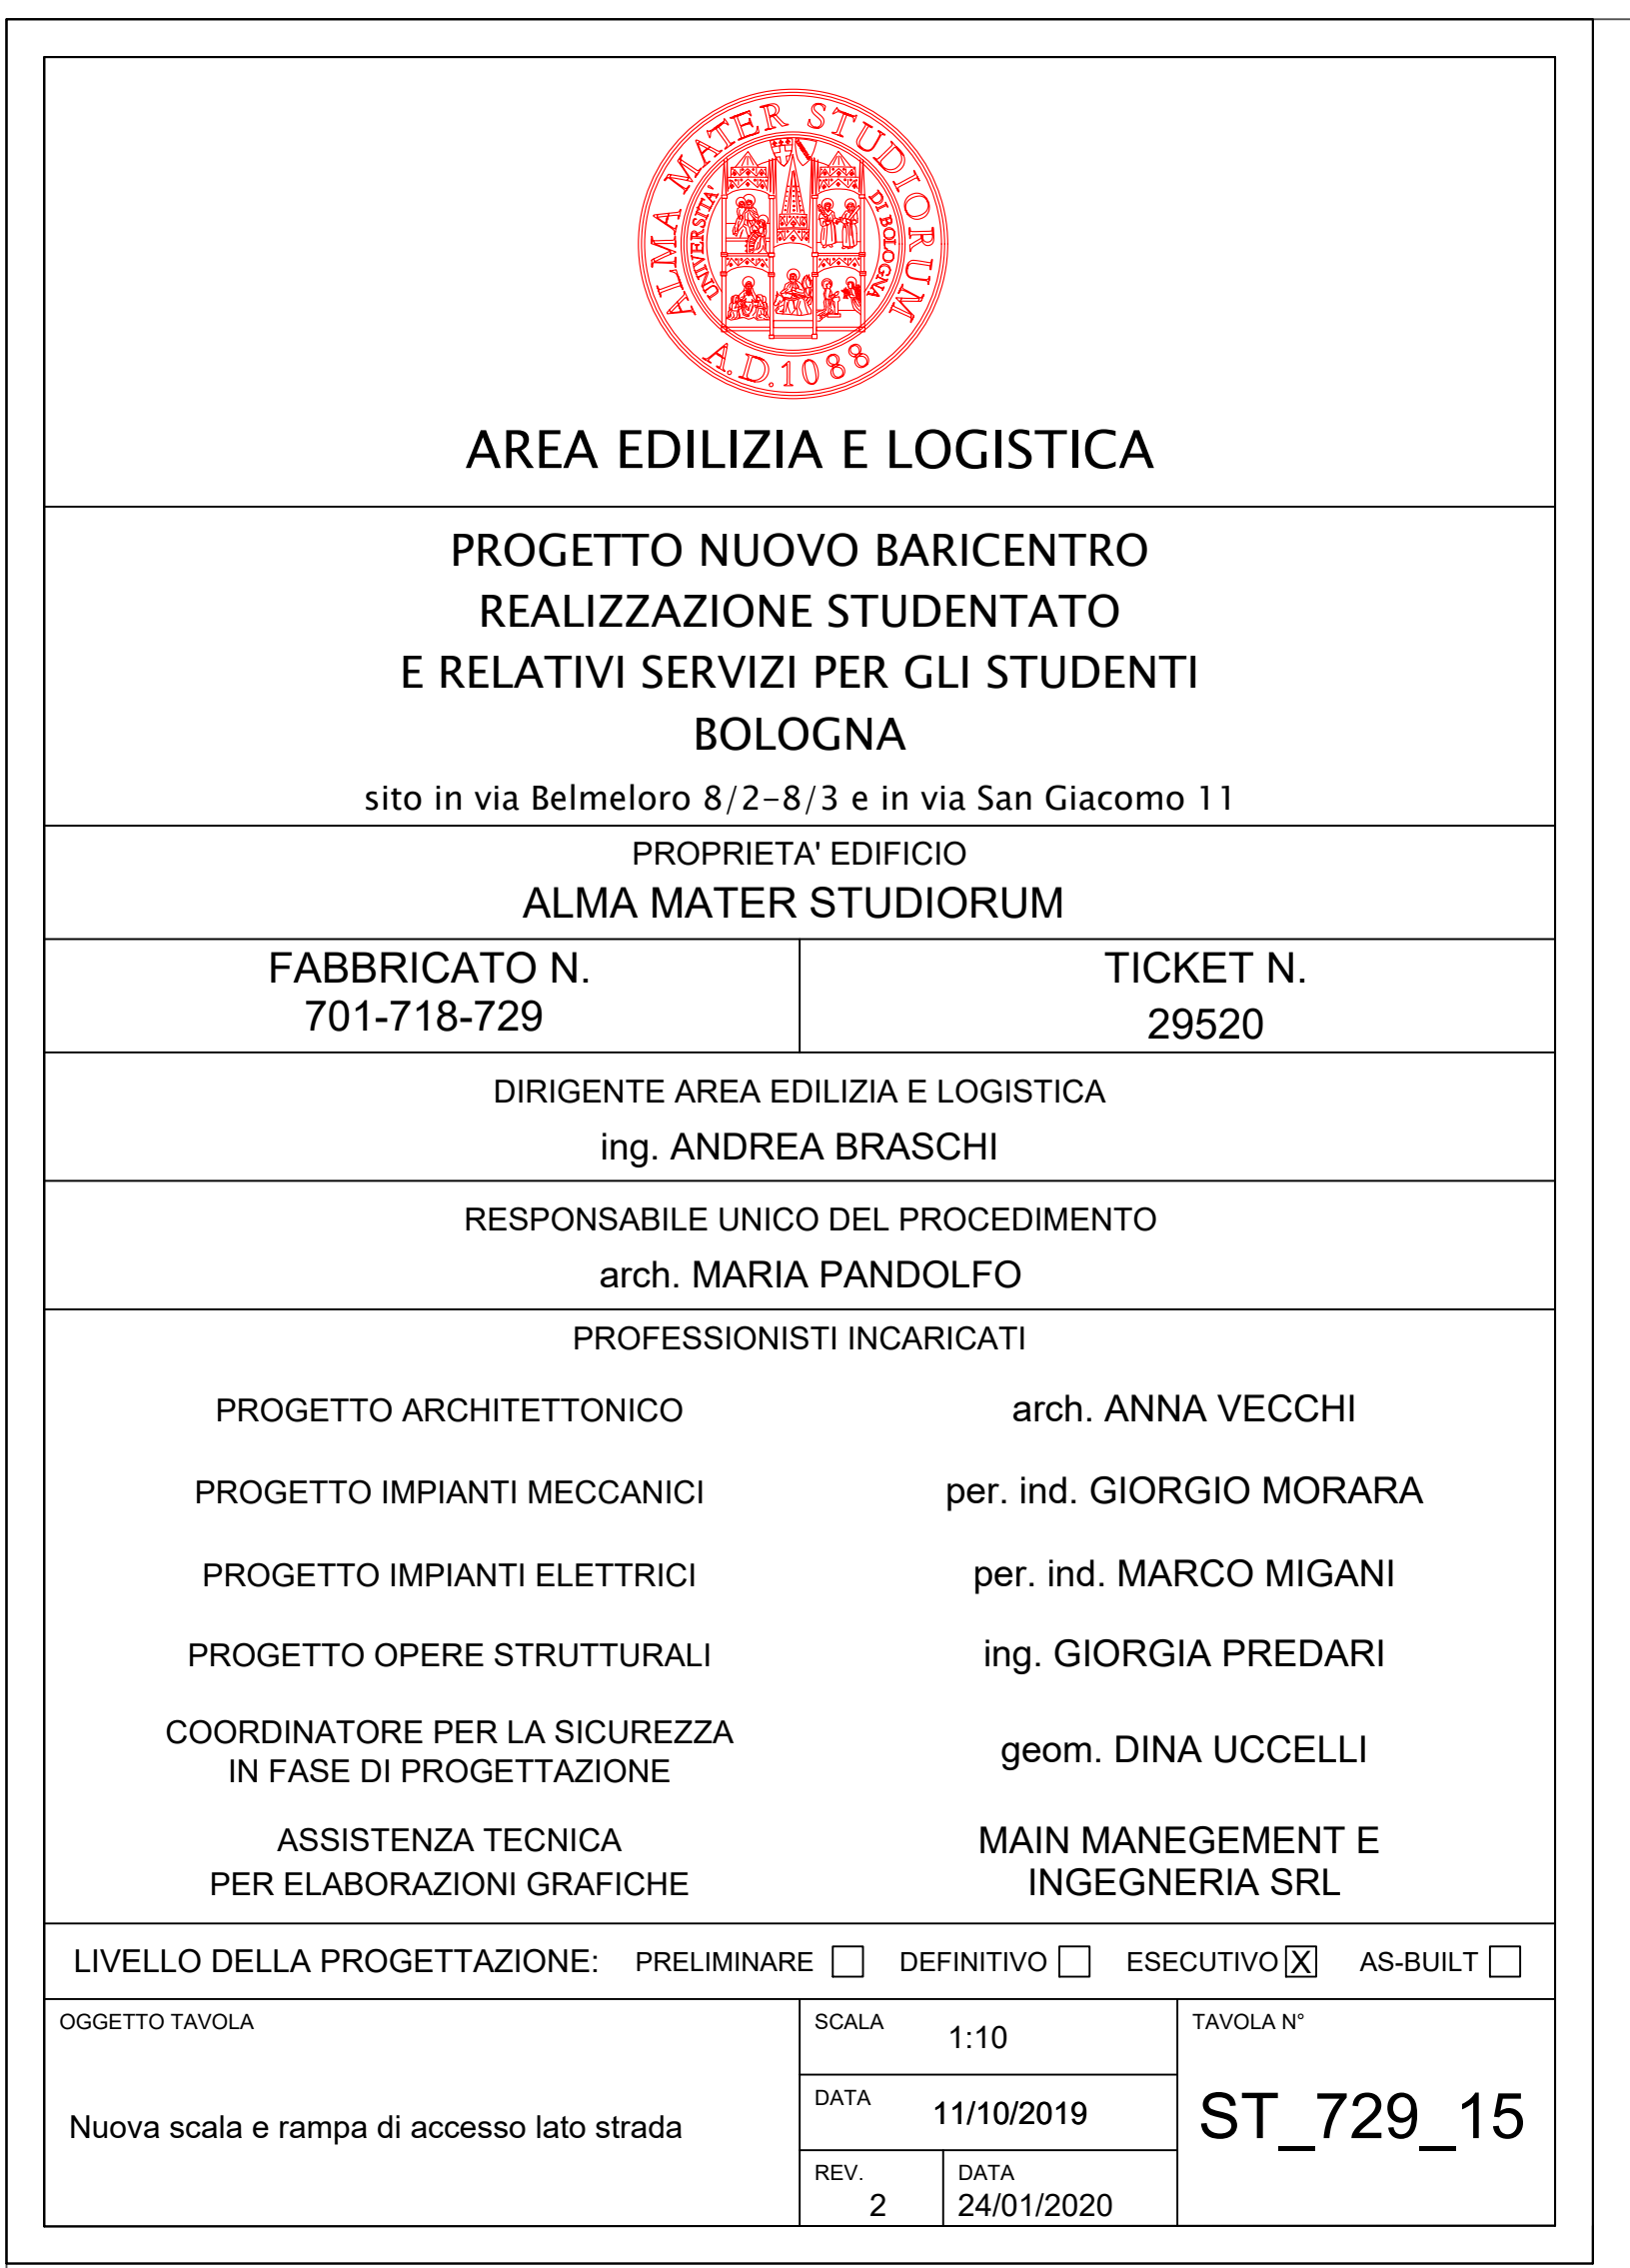 ALMA MATER STUDIORUM
A.D. 1088
UNIVERSITA' DI BOLOGNA
AREA EDILIZIA E LOGISTICA
PROGETTO NUOVO BARICENTRO
REALIZZAZIONE STUDENTATO
E RELATIVI SERVIZI PER GLI STUDENTI
BOLOGNA
sito in via Belmeloro 8/2-8/3 e in via San Giacomo 11
PROPRIETA' EDIFICIO
ALMA MATER STUDIORUM
FABBRICATO N.
701-718-729
TICKET N.
29520
DIRIGENTE AREA EDILIZIA E LOGISTICA
ing. ANDREA BRASCHI
RESPONSABILE UNICO DEL PROCEDIMENTO
arch. MARIA PANDOLFO
PROFESSIONISTI INCARICATI
PROGETTO ARCHITETTONICO arch. ANNA VECCHI
PROGETTO IMPIANTI MECCANICI per. ind. GIORGIO MORARA
PROGETTO IMPIANTI ELETTRICI per. ind. MARCO MIGANI
PROGETTO OPERE STRUTTURALI ing. GIORGIA PREDARI
COORDINATORE PER LA SICUREZZA
IN FASE DI PROGETTAZIONE
geom. DINA UCCELLI
ASSISTENZA TECNICA
PER ELABORAZIONI GRAFICHE
MAIN MANEGEMENT E
INGEGNERIA SRL
LIVELLO DELLA PROGETTAZIONE: PRELIMINARE DEFINITIVO ESECUTIVO X AS-BUILT
OGGETTO TAVOLA
Nuova scala e rampa di accesso lato strada
SCALA 1:10
DATA 11/10/2019
REV.
2
DATA
24/01/2020
TAVOLA N°
ST_729_15